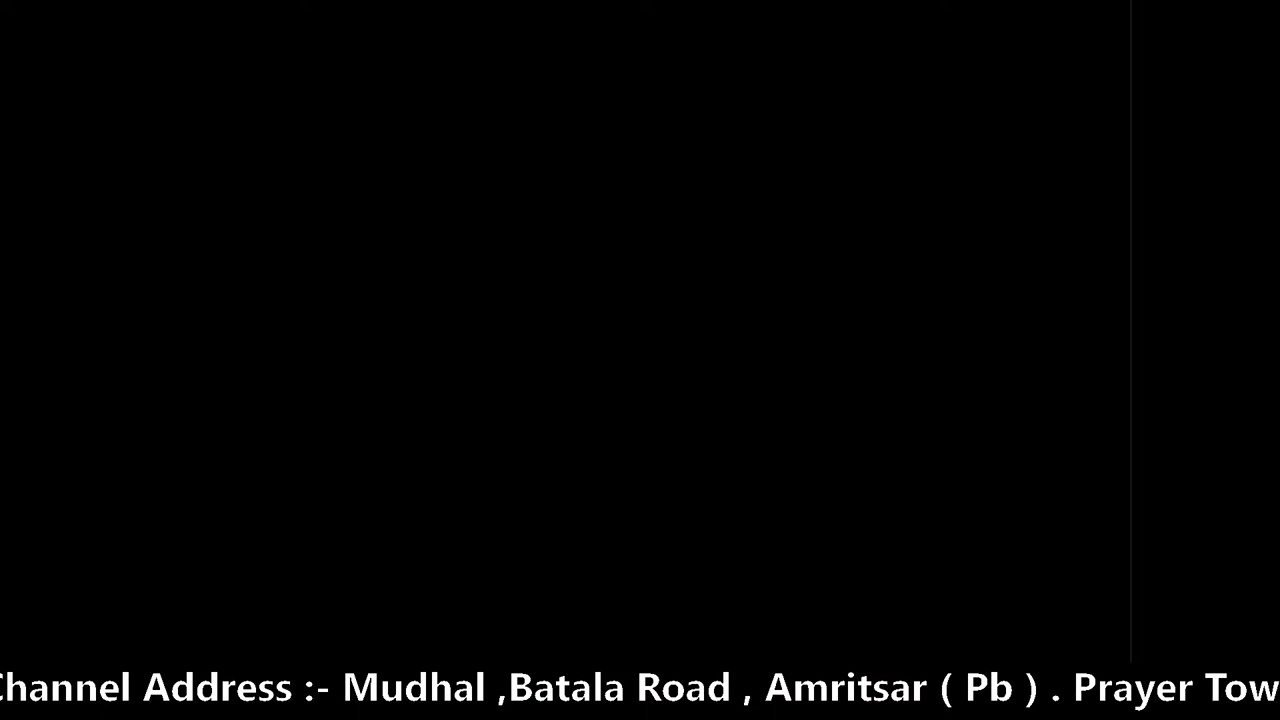 Channel Address :- Mudhal ,Batala Road , Amritsar ( Pb ) . Prayer Tow